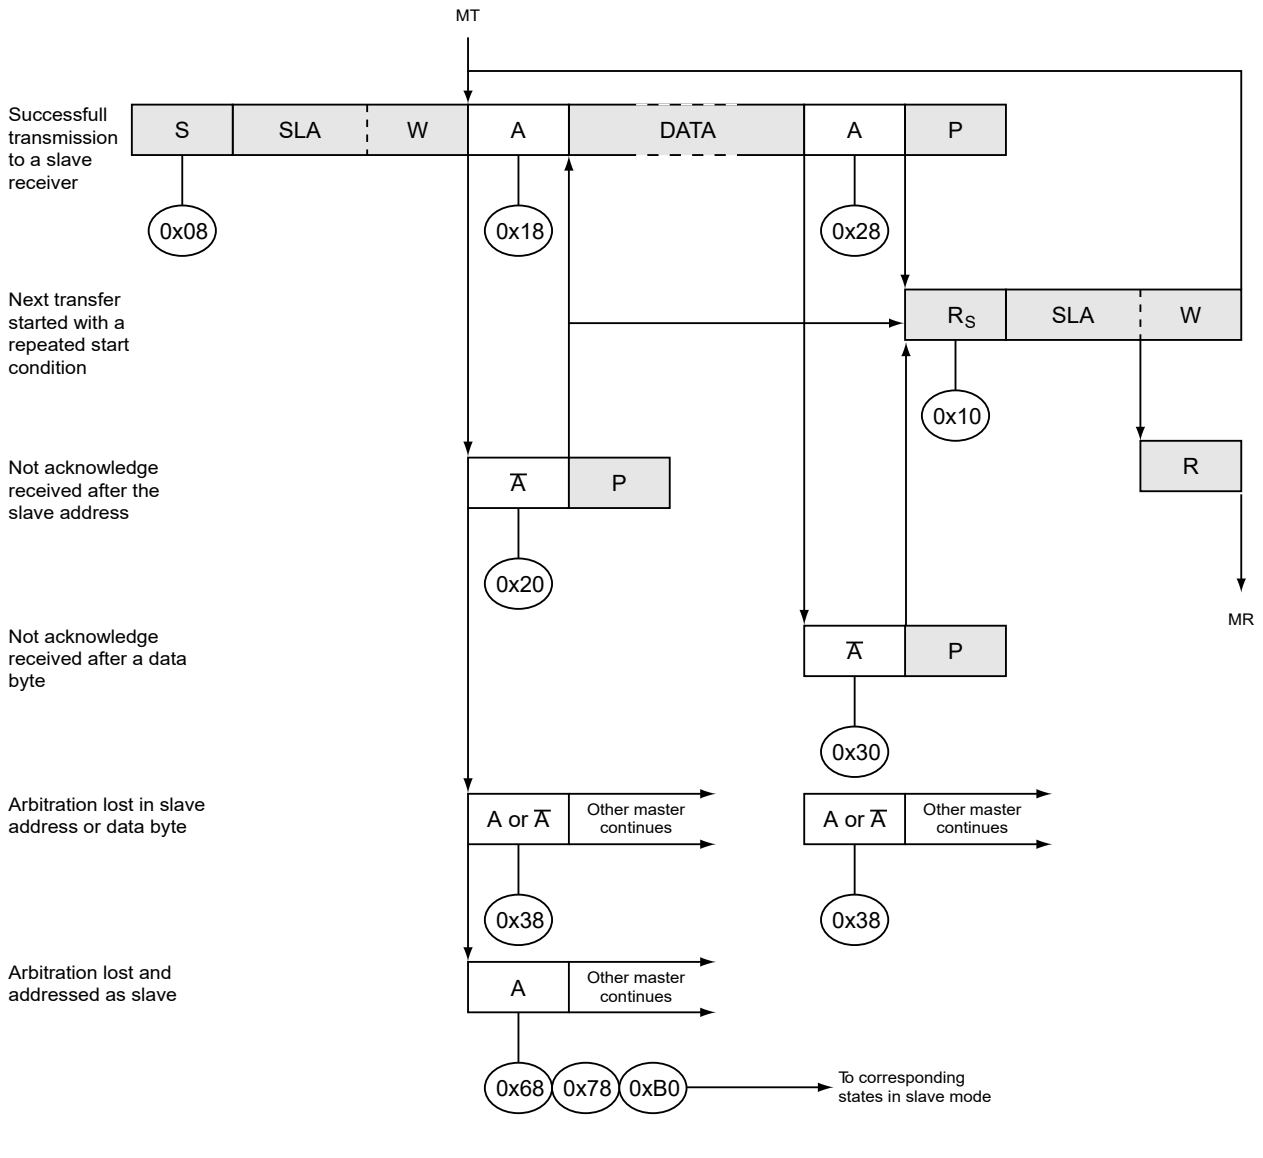 MT
Successfull
transmission
to a slave
receiver
S SLA W A DATA A P
0x08 0x18 0x28
Next transfer
started with a
repeated start
condition
RS SLA W
0x10
Not acknowledge
received after the
slave address
R
A̅ P
0x20
MR
Not acknowledge
received after a data
byte
A̅ P
0x30
Arbitration lost in slave
address or data byte
A or A̅
Other master
continues
A or A̅
Other master
continues
0x38 0x38
Arbitration lost and
addressed as slave
A
Other master
continues
0x68 0x78 0xB0
To corresponding
states in slave mode